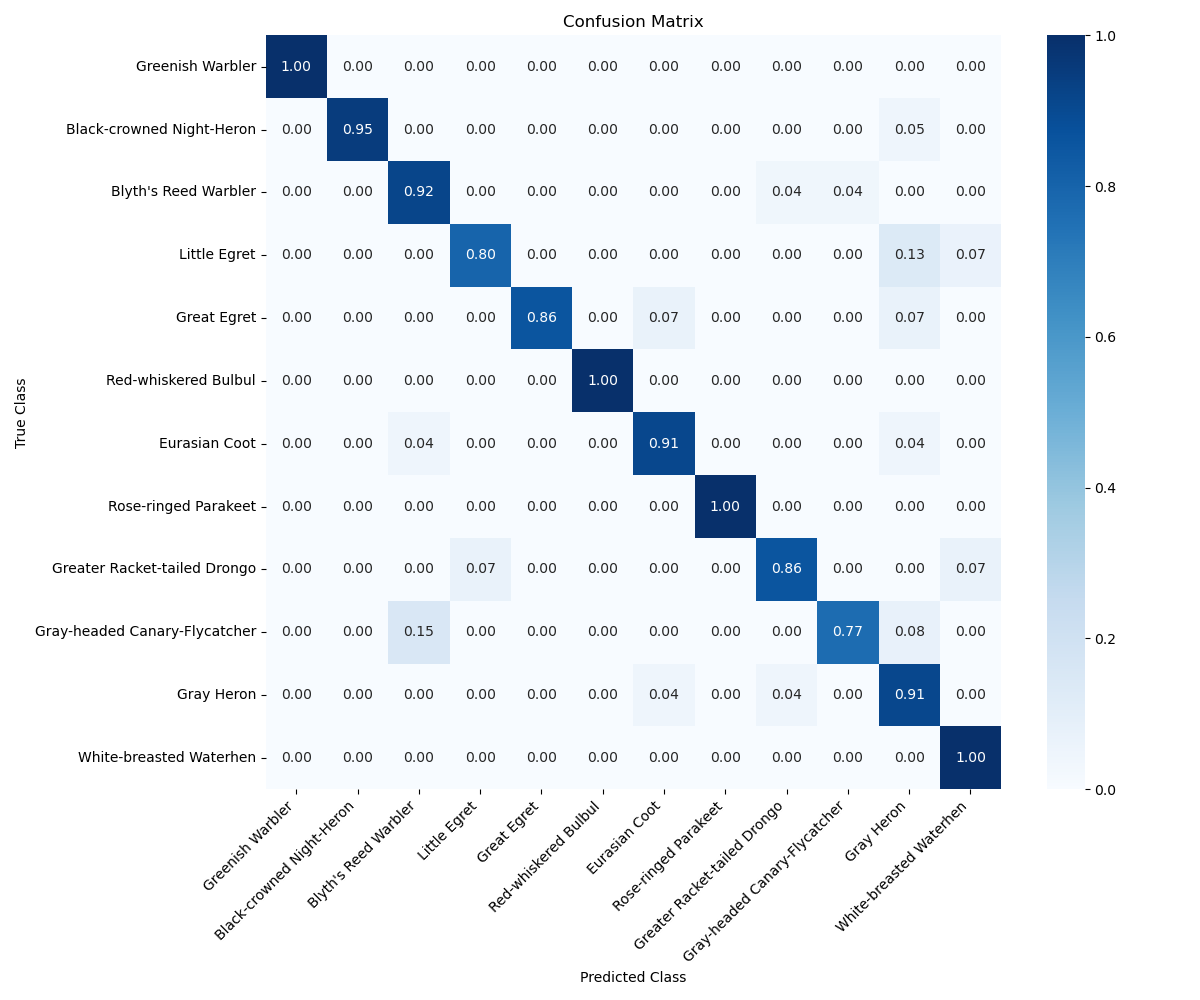 Confusion Matrix
Greenish Warbler 1.00 0.00 0.00 0.00 0.00 0.00 0.00 0.00 0.00 0.00 0.00 0.00
Black-crowned Night-Heron 0.00 0.95 0.00 0.00 0.00 0.00 0.00 0.00 0.00 0.00 0.05 0.00
Blyth's Reed Warbler 0.00 0.00 0.92 0.00 0.00 0.00 0.00 0.00 0.04 0.04 0.00 0.00
Little Egret 0.00 0.00 0.00 0.80 0.00 0.00 0.00 0.00 0.00 0.00 0.13 0.07
Great Egret 0.00 0.00 0.00 0.00 0.86 0.00 0.07 0.00 0.00 0.00 0.07 0.00
Red-whiskered Bulbul 0.00 0.00 0.00 0.00 0.00 1.00 0.00 0.00 0.00 0.00 0.00 0.00
Eurasian Coot 0.00 0.00 0.04 0.00 0.00 0.00 0.91 0.00 0.00 0.00 0.04 0.00
Rose-ringed Parakeet 0.00 0.00 0.00 0.00 0.00 0.00 0.00 1.00 0.00 0.00 0.00 0.00
Greater Racket-tailed Drongo 0.00 0.00 0.00 0.07 0.00 0.00 0.00 0.00 0.86 0.00 0.00 0.07
Gray-headed Canary-Flycatcher 0.00 0.00 0.15 0.00 0.00 0.00 0.00 0.00 0.00 0.77 0.08 0.00
Gray Heron 0.00 0.00 0.00 0.00 0.00 0.00 0.04 0.00 0.04 0.00 0.91 0.00
White-breasted Waterhen 0.00 0.00 0.00 0.00 0.00 0.00 0.00 0.00 0.00 0.00 0.00 1.00
True Class
Greenish Warbler
Black-crowned Night-Heron
Blyth's Reed Warbler
Little Egret
Great Egret
Red-whiskered Bulbul
Eurasian Coot
Rose-ringed Parakeet
Greater Racket-tailed Drongo
Gray-headed Canary-Flycatcher
Gray Heron
White-breasted Waterhen
Predicted Class
1.0
0.8
0.6
0.4
0.2
0.0